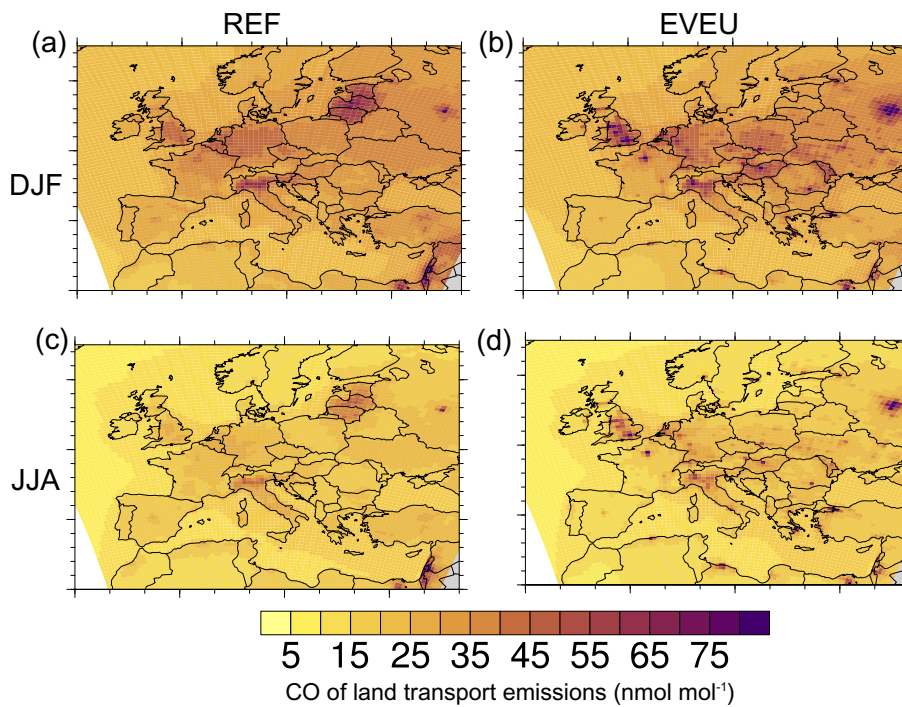 REF EVEU
(a) (b)
DJF
(c) (d)
JJA
5 15 25 35 45 55 65 75
CO of land transport emissions (nmol mol⁻¹)